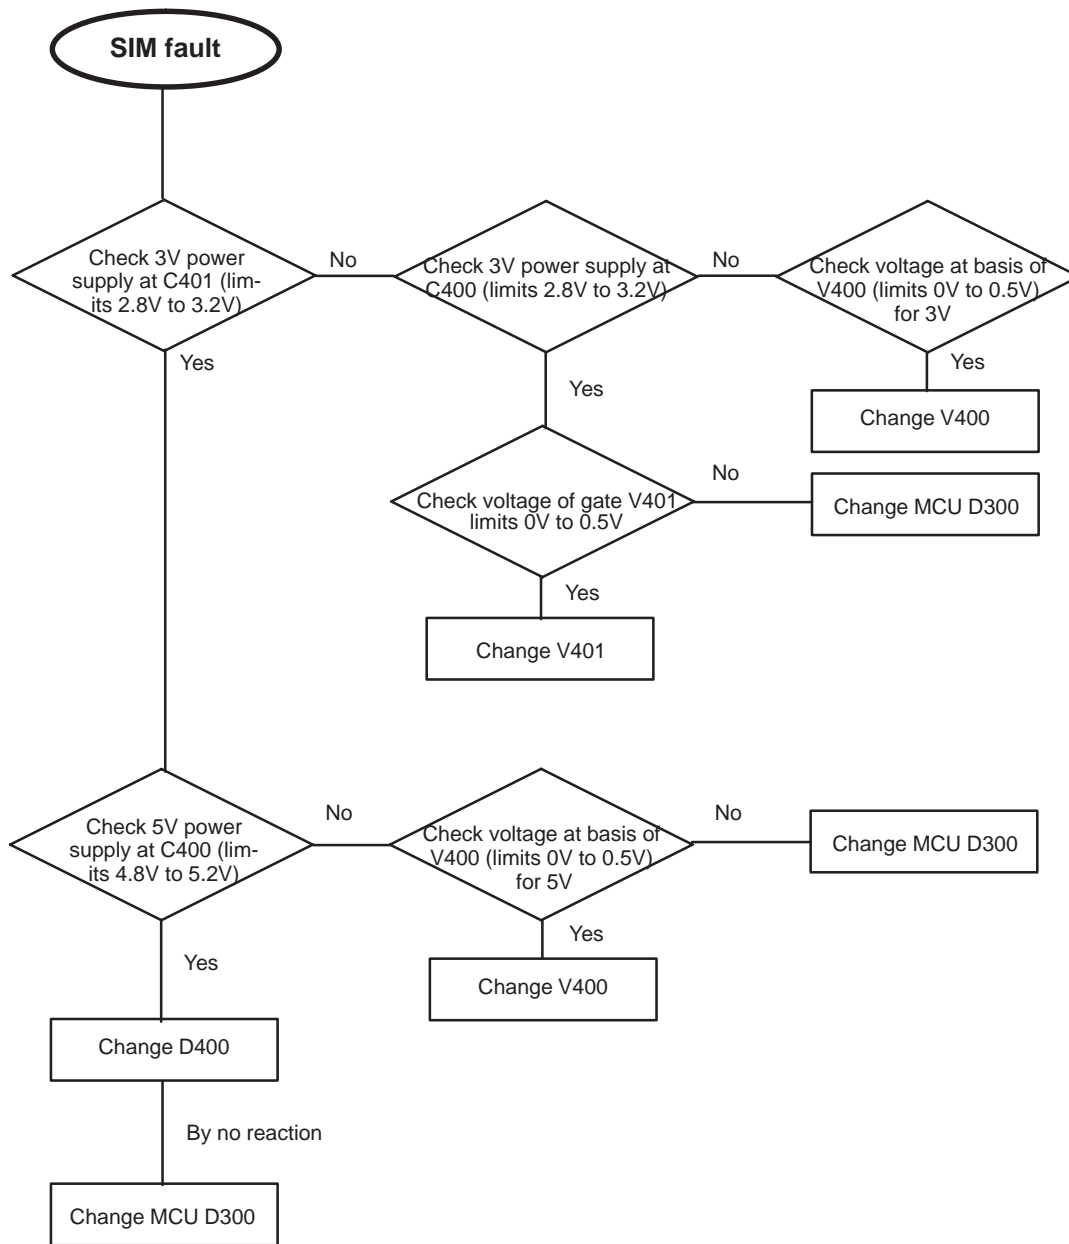 SIM fault
Check 3V power
supply at C401 (lim-
its 2.8V to 3.2V)
No
Check 3V power supply at
C400 (limits 2.8V to 3.2V)
No
Check voltage at basis of
V400 (limits 0V to 0.5V)
for 3V
Yes
Yes
Yes
Change V400
Check voltage of gate V401
limits 0V to 0.5V
No
Change MCU D300
Yes
Change V401
Check 5V power
supply at C400 (lim-
its 4.8V to 5.2V)
No
Check voltage at basis of
V400 (limits 0V to 0.5V)
for 5V
No
Change MCU D300
Yes
Yes
Change V400
Change D400
By no reaction
Change MCU D300